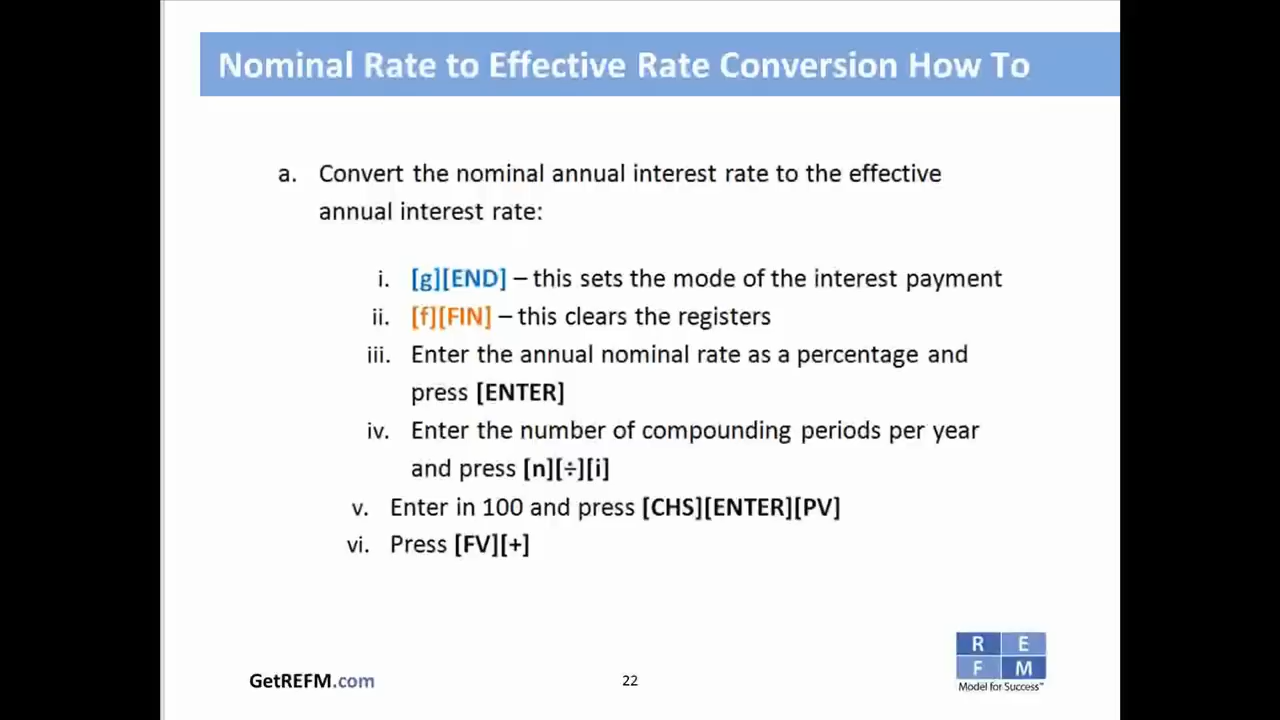 Nominal Rate to Effective Rate Conversion How To
a. Convert the nominal annual interest rate to the effective
annual interest rate:
i. [g][END] – this sets the mode of the interest payment
ii. [f][FIN] – this clears the registers
iii. Enter the annual nominal rate as a percentage and
press [ENTER]
iv. Enter the number of compounding periods per year
and press [n][÷][i]
v. Enter in 100 and press [CHS][ENTER][PV]
vi. Press [FV][+]
R E
F M
Model for Success™
GetREFM.com
22